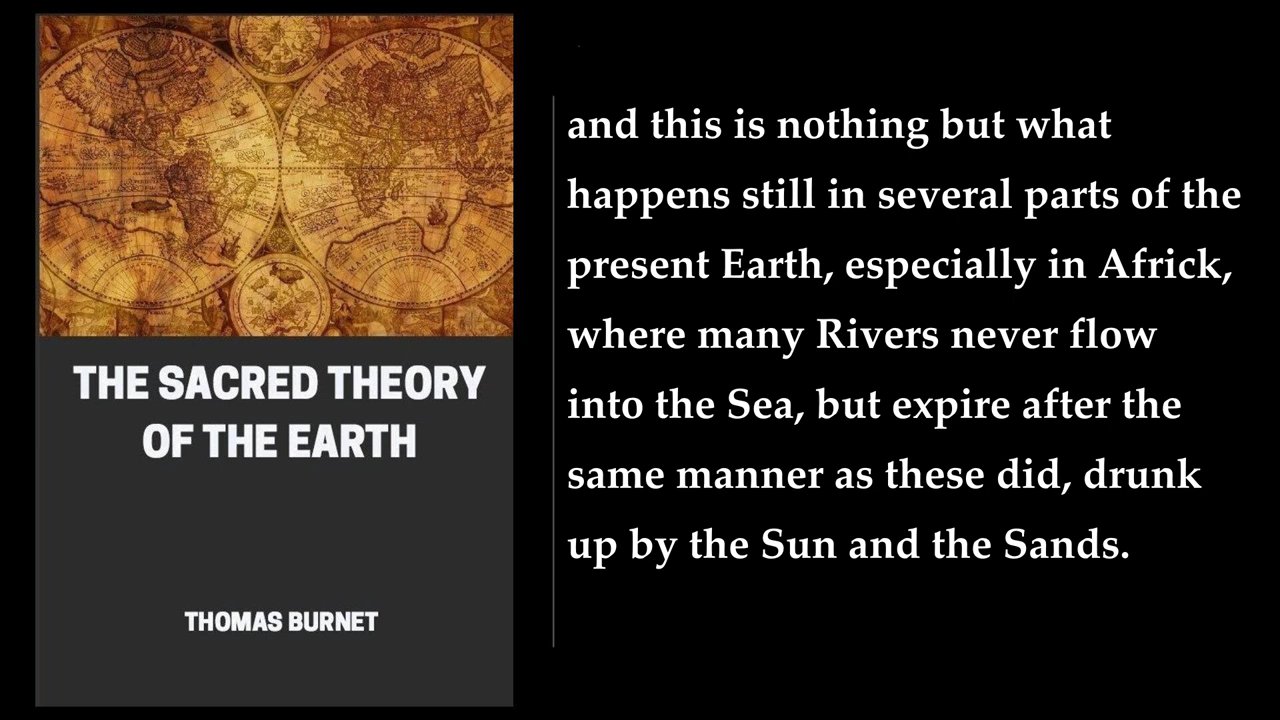 THE SACRED THEORY
OF THE EARTH
THOMAS BURNET
and this is nothing but what
happens still in several parts of the
present Earth, especially in Africk,
where many Rivers never flow
into the Sea, but expire after the
same manner as these did, drunk
up by the Sun and the Sands.